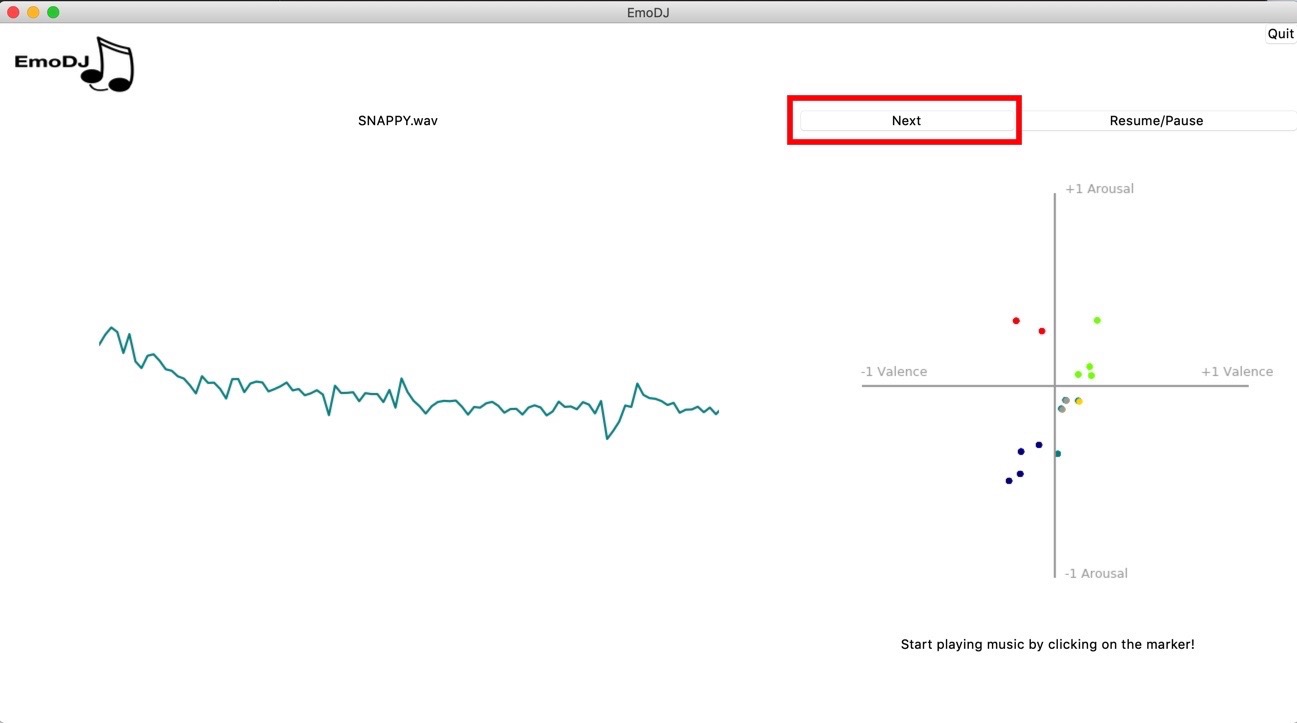 EmoDJ
Quit
EmoDJ
SNAPPY.wav
Next
Resume/Pause
+1 Arousal
-1 Valence
+1 Valence
-1 Arousal
Start playing music by clicking on the marker!